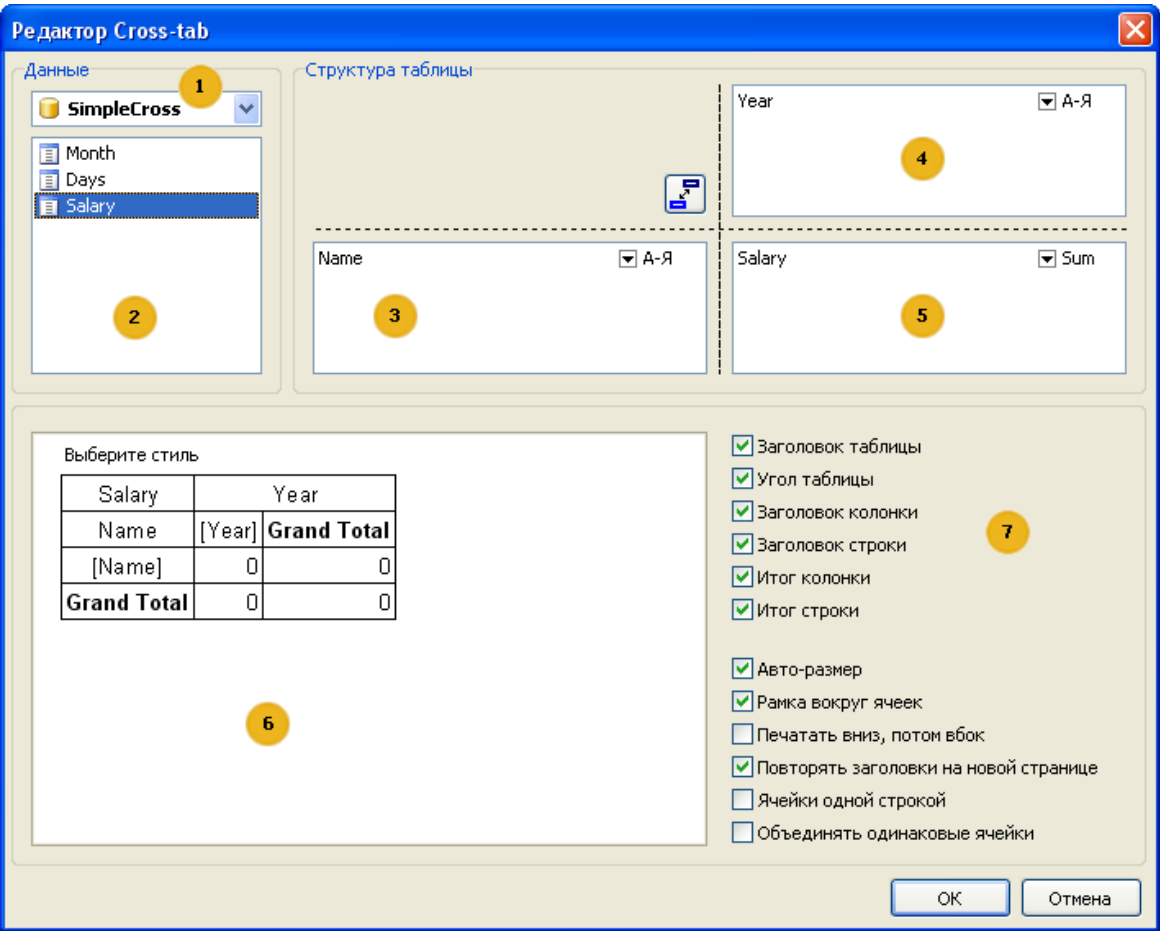 Редактор Cross-tab
Данные
1
SimpleCross
Month
Days
Salary
2
Структура таблицы
Year А-Я
4
Name А-Я
3
Salary Sum
5
Выберите стиль
Salary Year
Name [Year] Grand Total
[Name] 0 0
Grand Total 0 0
6
Заголовок таблицы
Угол таблицы
Заголовок колонки
Заголовок строки
Итог колонки
Итог строки
7
Авто-размер
Рамка вокруг ячеек
Печатать вниз, потом вбок
Повторять заголовки на новой странице
Ячейки одной строкой
Объединять одинаковые ячейки
OK Отмена